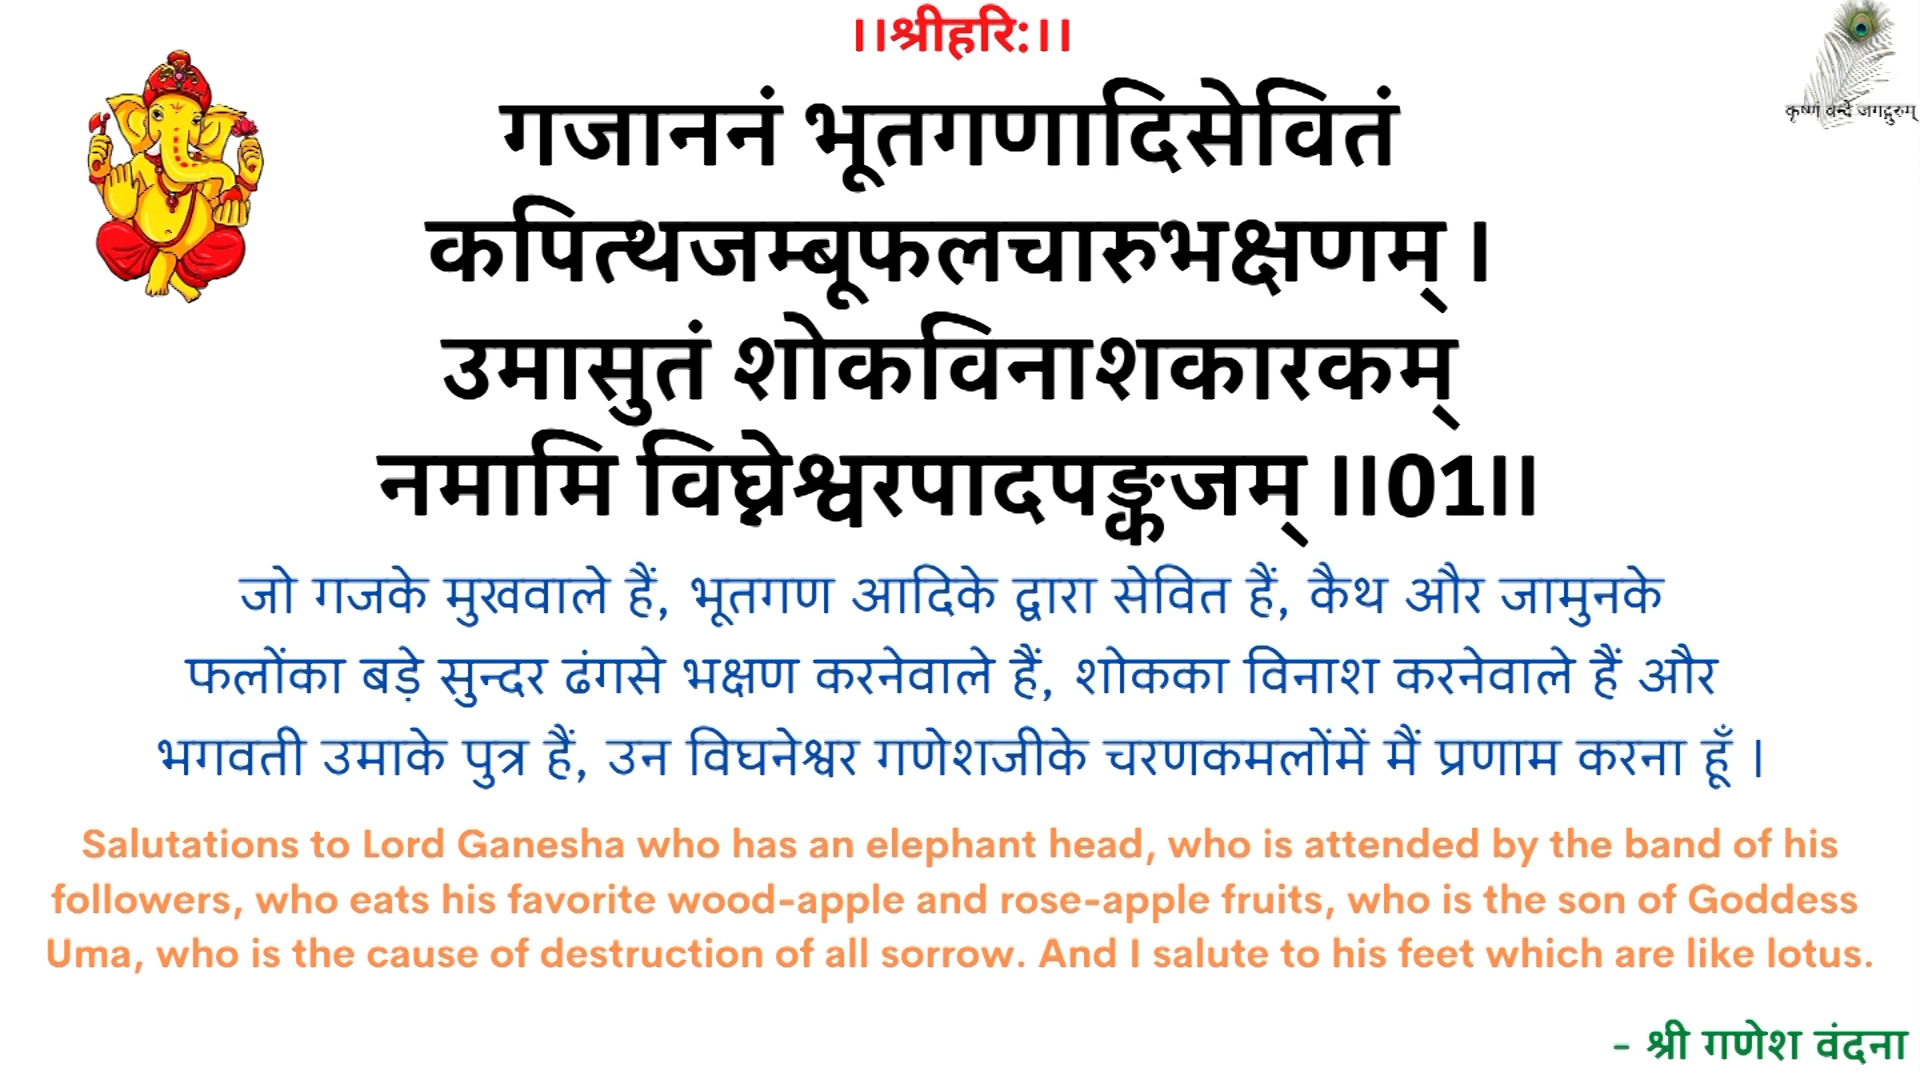 ।।श्रीहरि:।।
कृष्णं वन्दे जगद्गुरुम्
गजाननं भूतगणादिसेवितं
कपित्थजम्बूफलचारुभक्षणम् ।
उमासुतं शोकविनाशकारकम्
नमामि विघ्नेश्वरपादपङ्कजम् ।।01।।
जो गजके मुखवाले हैं, भूतगण आदिके द्वारा सेवित हैं, कैथ और जामुनके
फलोंका बड़े सुन्दर ढंगसे भक्षण करनेवाले हैं, शोकका विनाश करनेवाले हैं और
भगवती उमाके पुत्र हैं, उन विघनेश्वर गणेशजीके चरणकमलोंमें मैं प्रणाम करना हूँ ।
Salutations to Lord Ganesha who has an elephant head, who is attended by the band of his
followers, who eats his favorite wood-apple and rose-apple fruits, who is the son of Goddess
Uma, who is the cause of destruction of all sorrow. And I salute to his feet which are like lotus.
- श्री गणेश वंदना